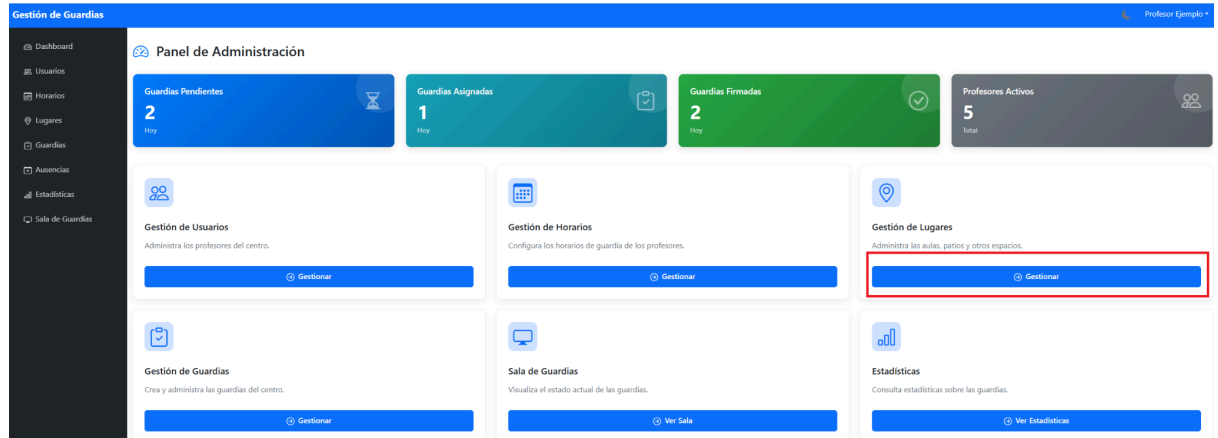 Gestión de Guardias
Profesor Ejemplo
Dashboard
Usuarios
Horarios
Lugares
Guardias
Ausencias
Estadísticas
Sala de Guardias
Panel de Administración
Guardias Pendientes
2
Hoy
Guardias Asignadas
1
Hoy
Guardias Firmadas
2
Hoy
Profesores Activos
5
Total
Gestión de Usuarios
Administra los profesores del centro.
Gestionar
Gestión de Horarios
Configura los horarios de guardia de los profesores.
Gestionar
Gestión de Lugares
Administra las aulas, patios y otros espacios.
Gestionar
Gestión de Guardias
Crea y administra las guardias del centro.
Gestionar
Sala de Guardias
Visualiza el estado actual de las guardias.
Ver Sala
Estadísticas
Consulta estadísticas sobre las guardias.
Ver Estadísticas